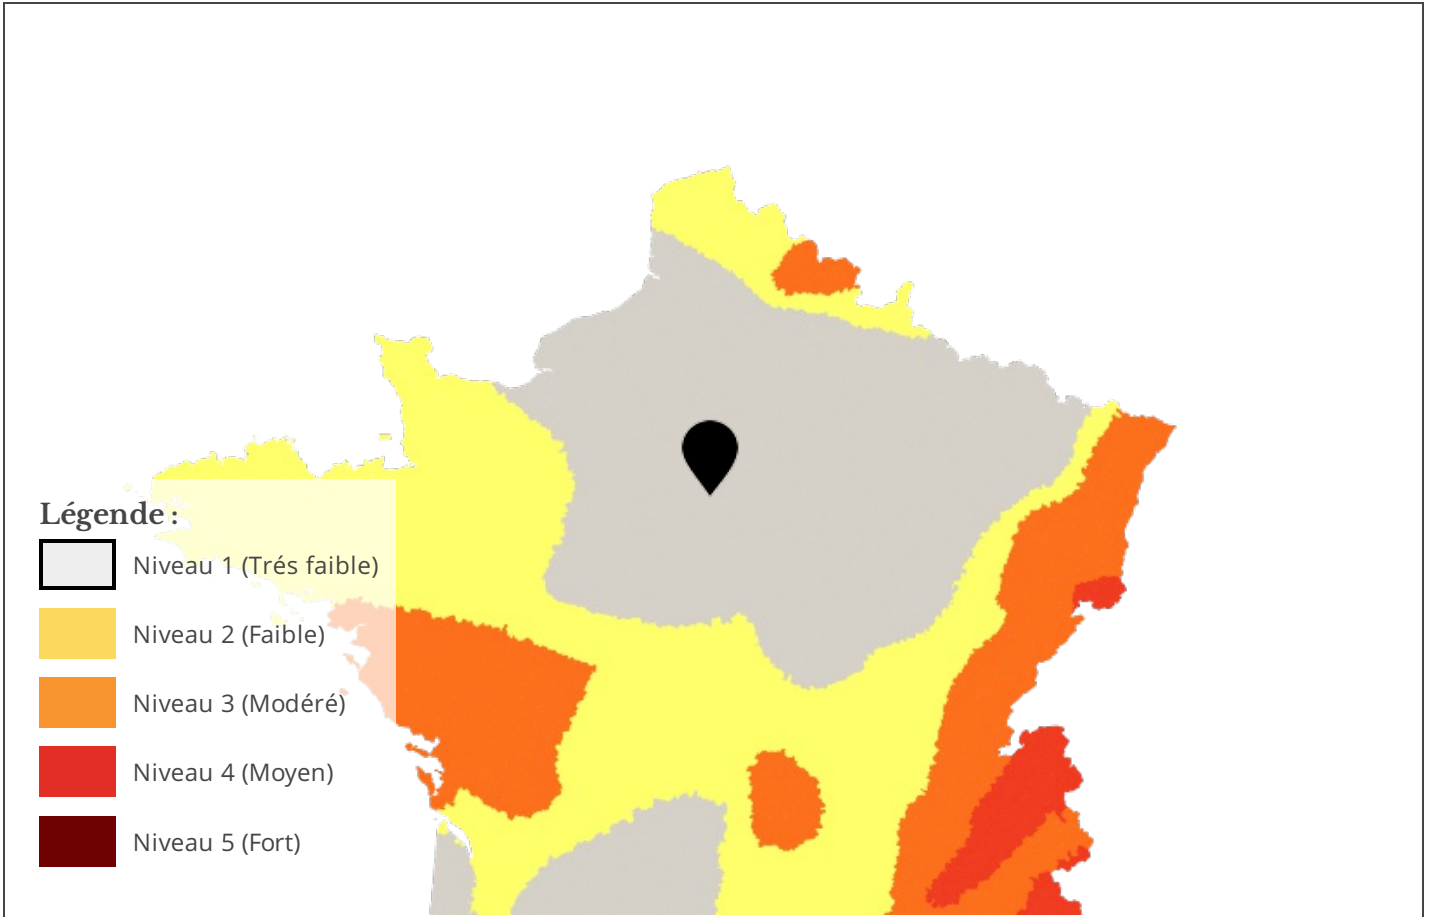 Légende :
Niveau 1 (Trés faible)
Niveau 2 (Faible)
Niveau 3 (Modéré)
Niveau 4 (Moyen)
Niveau 5 (Fort)